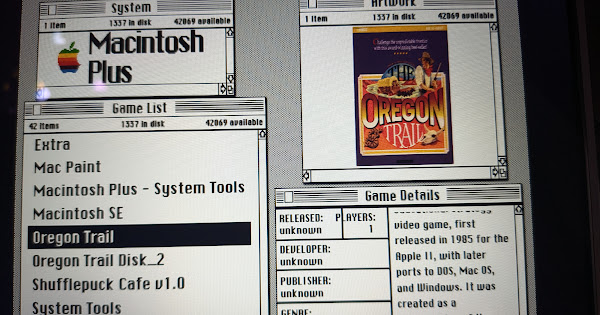 System
1 item 1337 in disk 42069 available
Macintosh
Plus
Game List
42 items 1337 in disk 42069 available
Extra
Mac Paint
Macintosh Plus - System Tools
Macintosh SE
Oregon Trail
Oregon Trail Disk_2
Shufflepuck Cafe v1.0
System Tools
Artwork
1 item 1337 in disk 42069 available
THE
OREGON
TRAIL
Game Details
RELEASED:
unknown
PLAYERS:
1
DEVELOPER:
unknown
PUBLISHER:
unknown
GENRE:
video game, first
released in 1985 for the
Apple II, with later
ports to DOS, Mac OS,
and Windows. It was
created as a